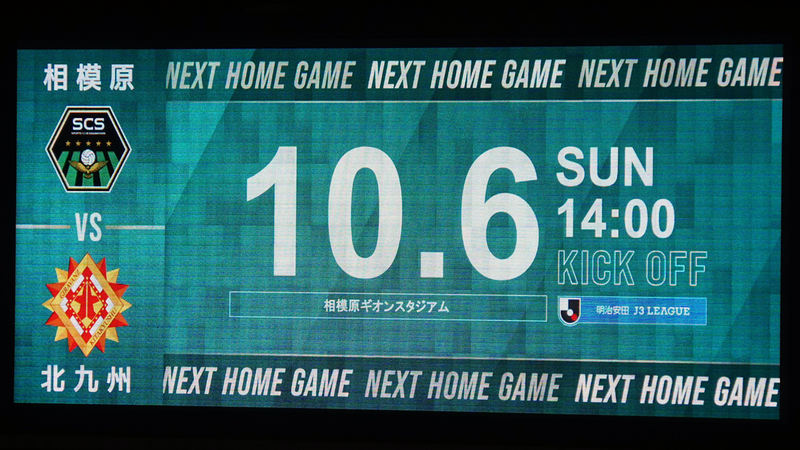 相模原
SCS
VS
北九州
NEXT HOME GAME NEXT HOME GAME NEXT HOME GAME
10.6
SUN
14:00
KICK OFF
相模原ギオンスタジアム
明治安田 J3 LEAGUE
NEXT HOME GAME NEXT HOME GAME NEXT HOME GAME